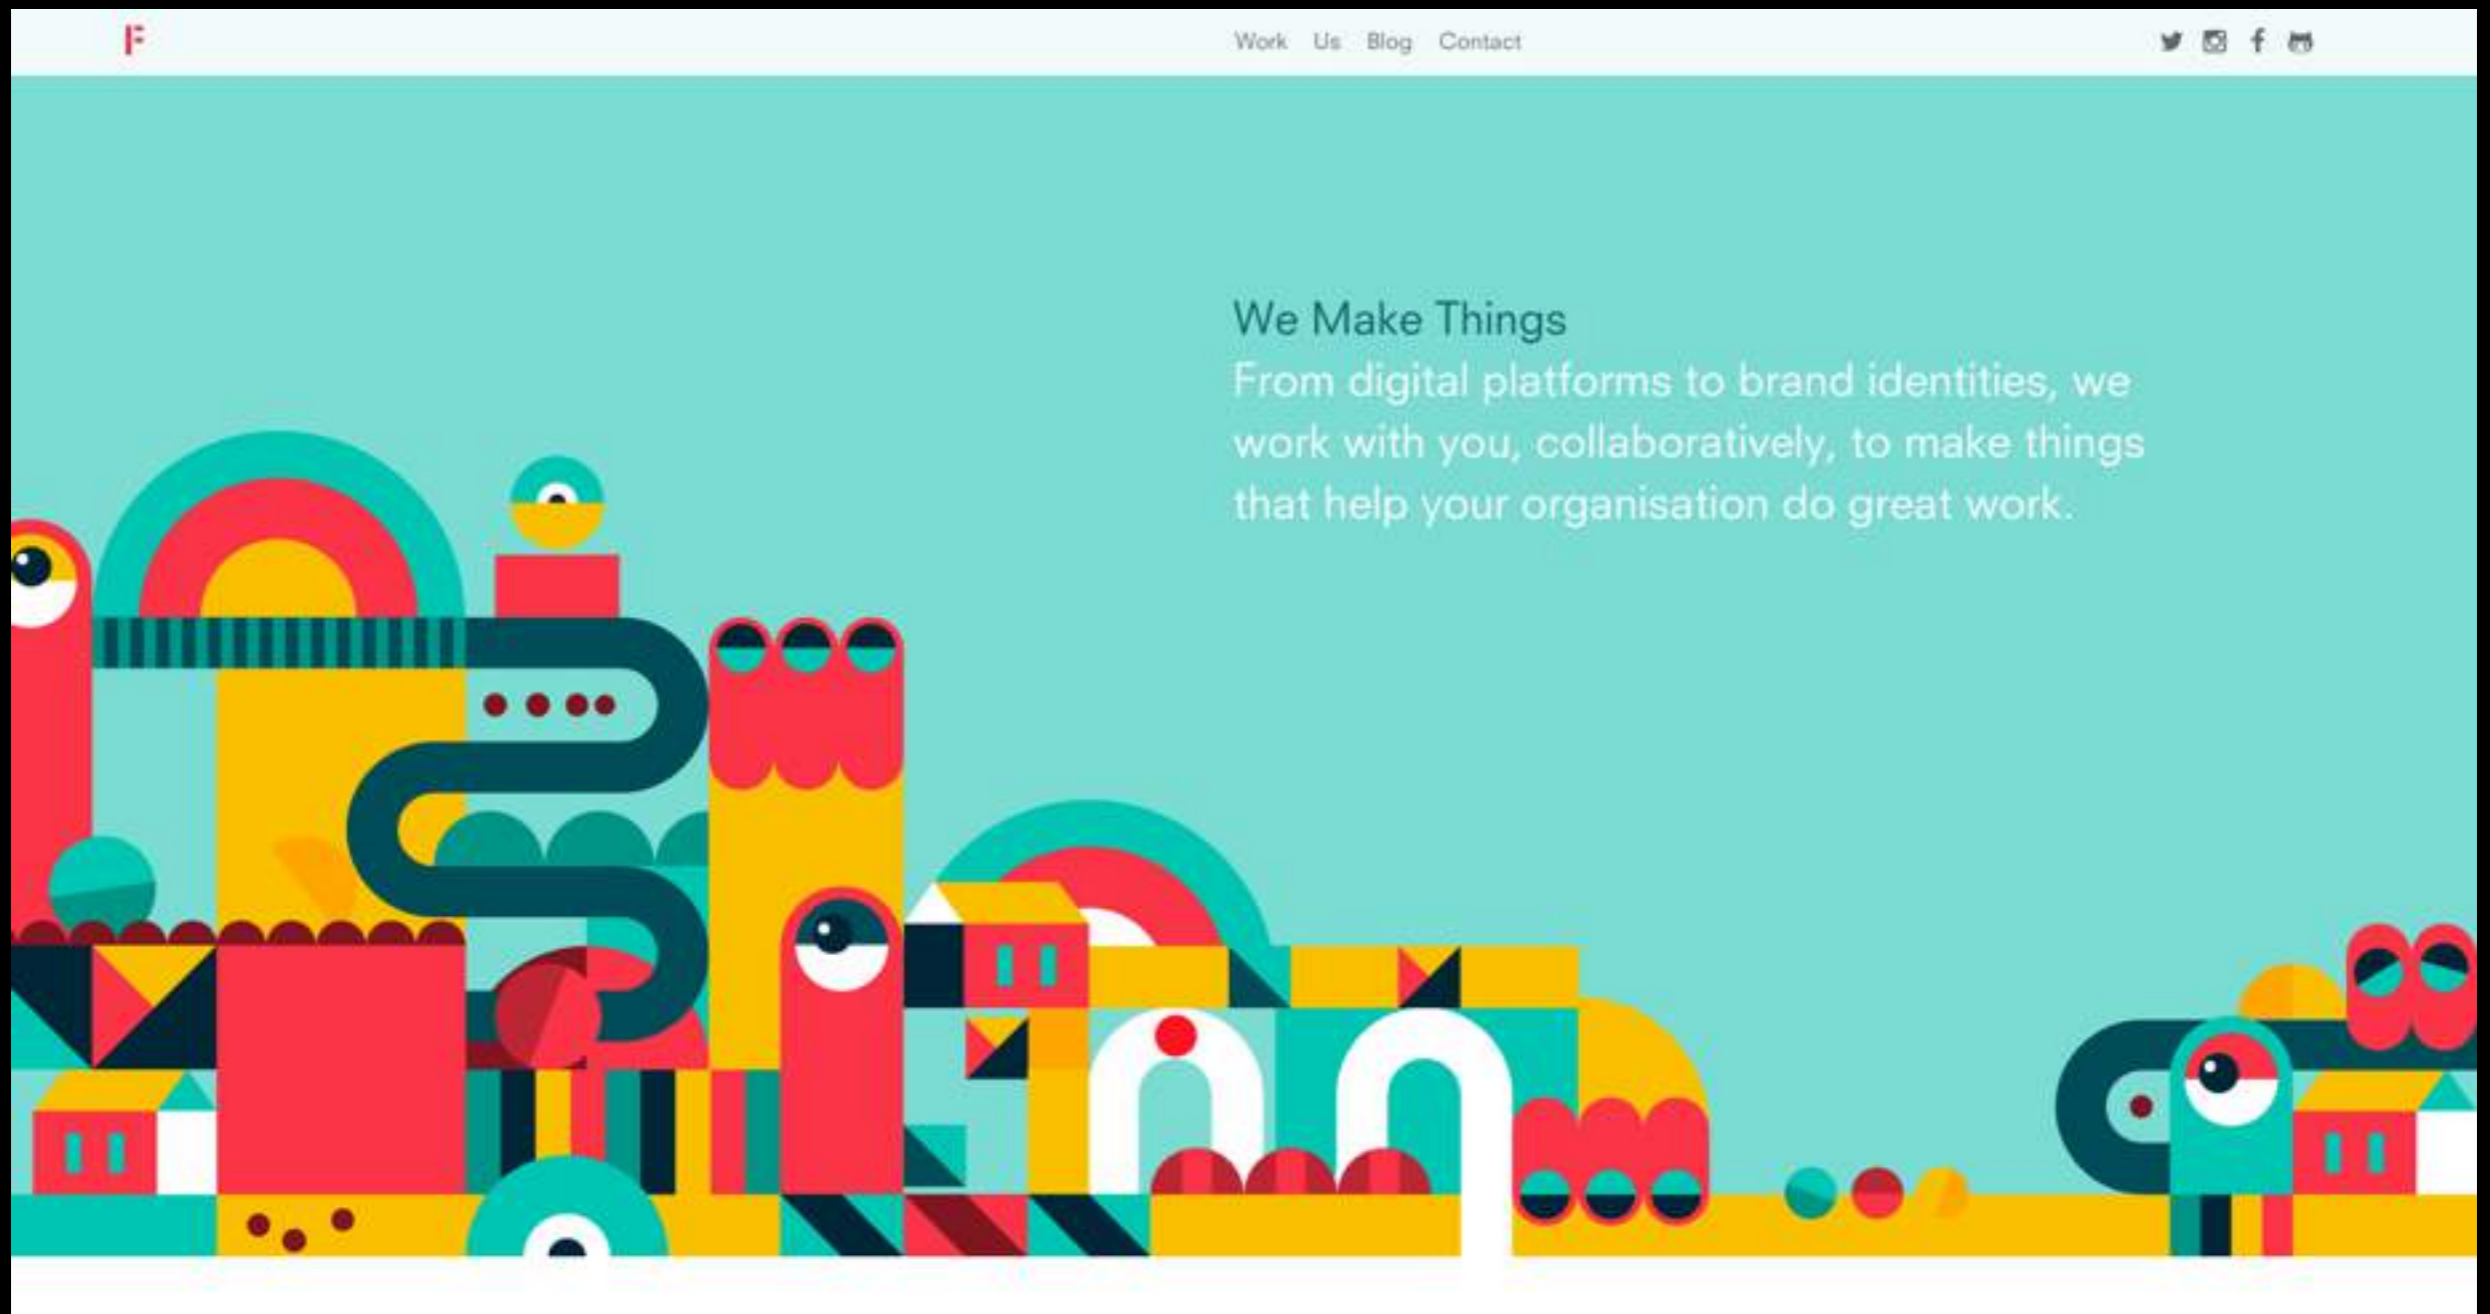 F
Work Us Blog Contact
We Make Things
From digital platforms to brand identities, we
work with you, collaboratively, to make things
that help your organisation do great work.